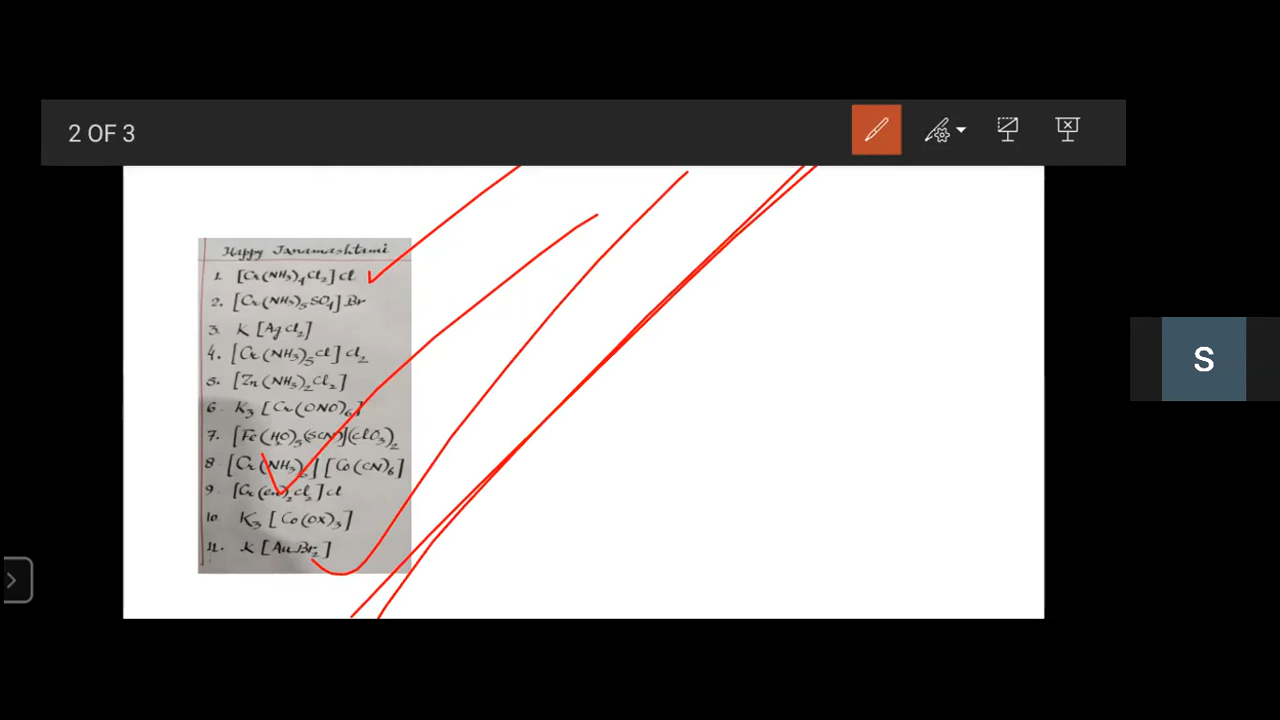 2 OF 3
Happy Janamashtami
1. [Cr(NH3)4Cl2]Cl
2. [Cr(NH3)5SO4]Br
3. K[AgCl2]
4. [Cr(NH3)5Cl]Cl2
5. [Zn(NH3)2Cl2]
6. K3[Cr(ONO)6]
7. [Fe(H2O)5(SCN)](ClO3)2
8 [Cr(NH3)6][Co(CN)6]
9. [Cr(en)2Cl2]Cl
10. K3[Co(OX)3]
11. K[AuBr2]
S